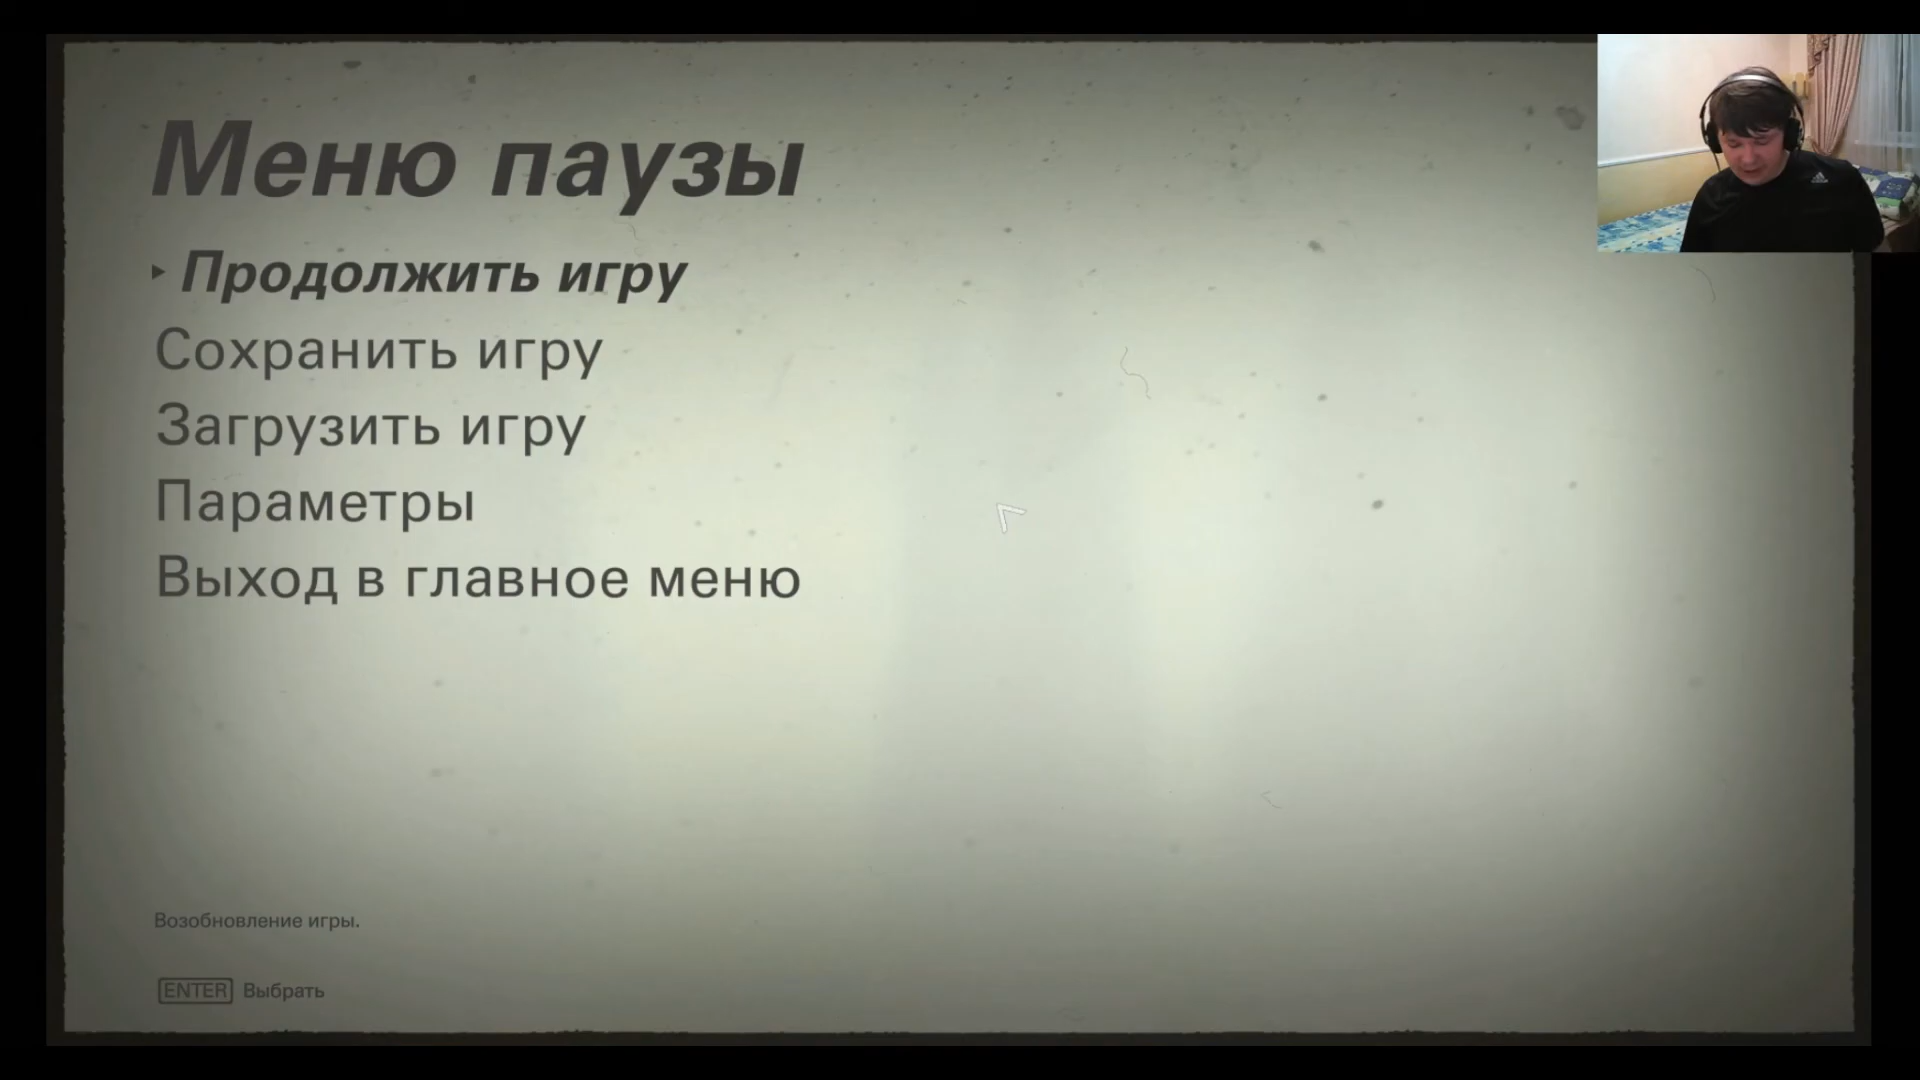 Меню паузы
Продолжить игру
Сохранить игру
Загрузить игру
Параметры
Выход в главное меню
Возобновление игры.
ENTER Выбрать